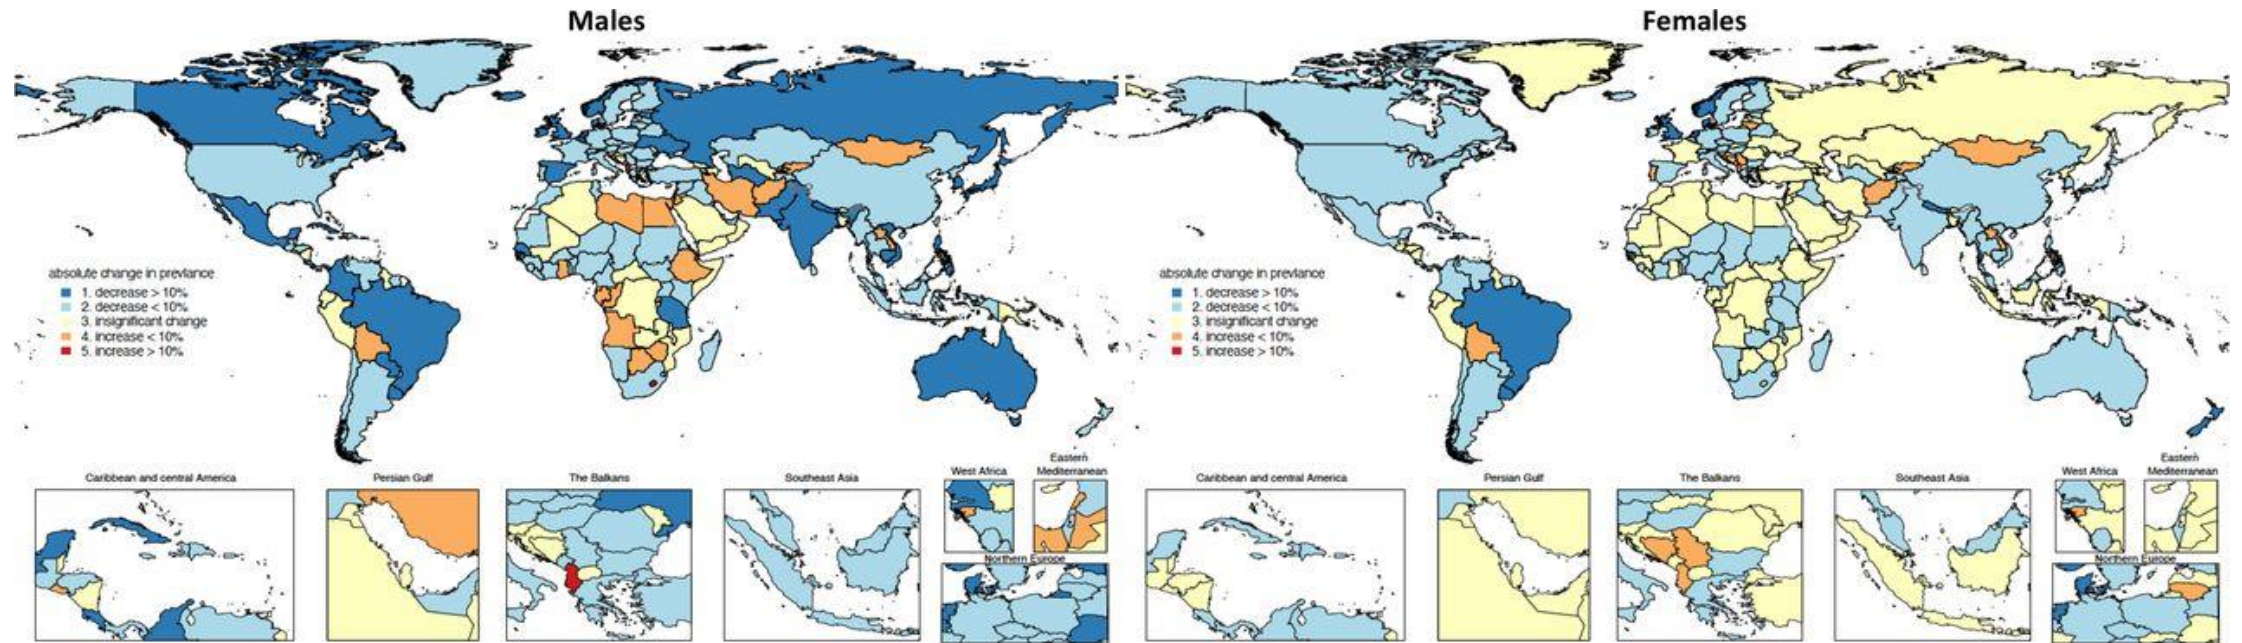 Males
absolute change in prevlance
1. decrease > 10%
2. decrease < 10%
3. insignificant change
4. increase < 10%
5. increase > 10%
Caribbean and central America
Persian Gulf
The Balkans
Southeast Asia
West Africa
Eastern
Mediterranean
Northern Europe
Females
absolute change in prevlance
1. decrease > 10%
2. decrease < 10%
3. insignificant change
4. increase < 10%
5. increase > 10%
Caribbean and central America
Persian Gulf
The Balkans
Southeast Asia
West Africa
Eastern
Mediterranean
Northern Europe